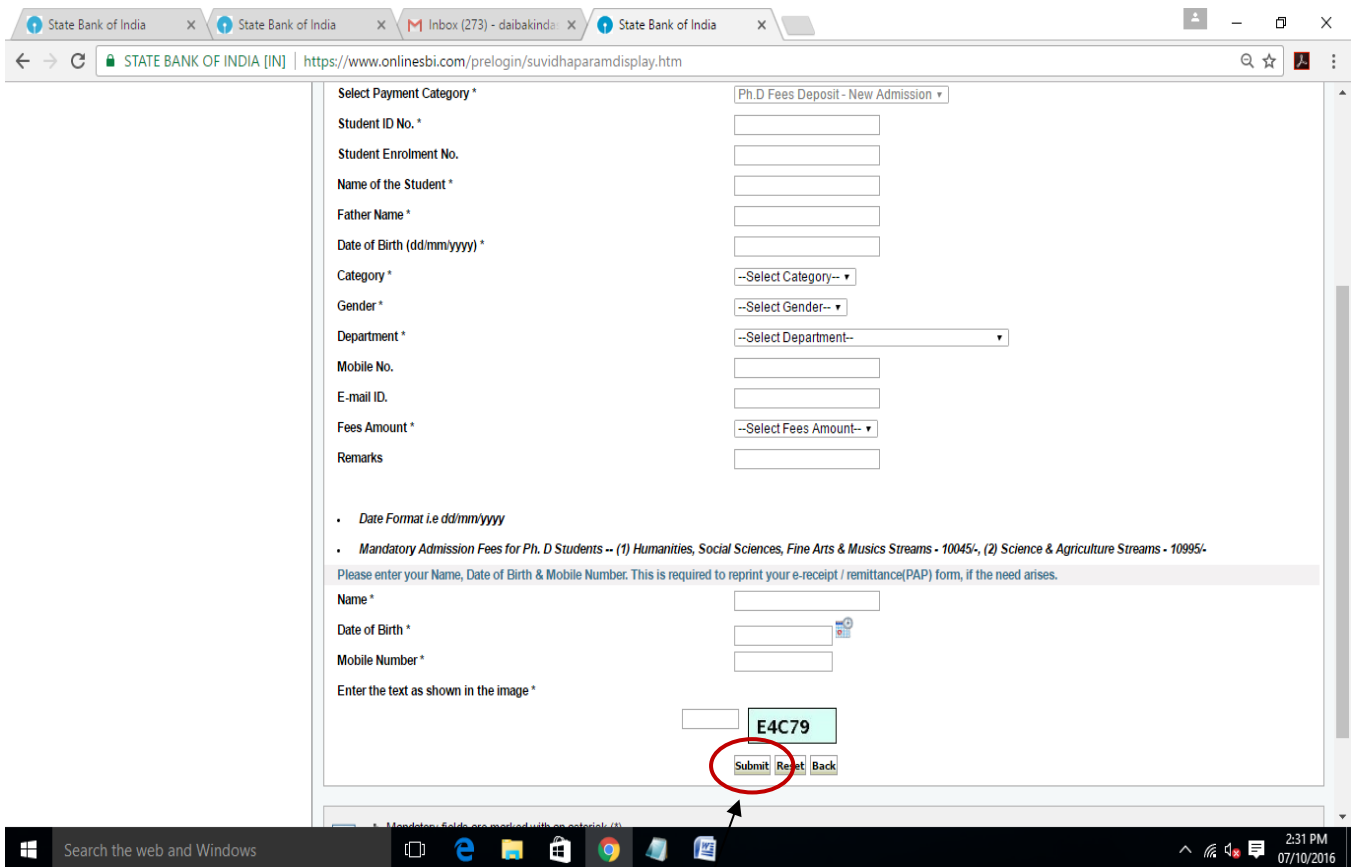 State Bank of India
State Bank of India
Inbox (273) - daibakinda
State Bank of India
STATE BANK OF INDIA [IN] https://www.onlinesbi.com/prelogin/suvidhaparamdisplay.htm
Select Payment Category * Ph.D Fees Deposit - New Admission
Student ID No. *
Student Enrolment No.
Name of the Student *
Father Name *
Date of Birth (dd/mm/yyyy) *
Category * --Select Category--
Gender * --Select Gender--
Department * --Select Department--
Mobile No.
E-mail ID.
Fees Amount * --Select Fees Amount--
Remarks
• Date Format i.e dd/mm/yyyy
• Mandatory Admission Fees for Ph. D Students -- (1) Humanities, Social Sciences, Fine Arts & Musics Streams - 10045/-, (2) Science & Agriculture Streams - 10995/-
Please enter your Name, Date of Birth & Mobile Number. This is required to reprint your e-receipt / remittance(PAP) form, if the need arises.
Name *
Date of Birth *
Mobile Number *
Enter the text as shown in the image *
E4C79
Submit Reset Back
Mandatory fields are marked with an asterisk (*)
Search the web and Windows
2:31 PM
07/10/2016